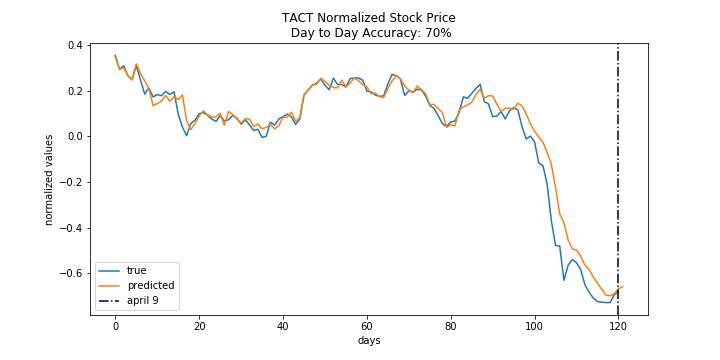 TACT Normalized Stock Price
Day to Day Accuracy: 70%
normalized values
0.4
0.2
0.0
−0.2
−0.4
−0.6
true
predicted
april 9
0
20
40
60
80
100
120
days